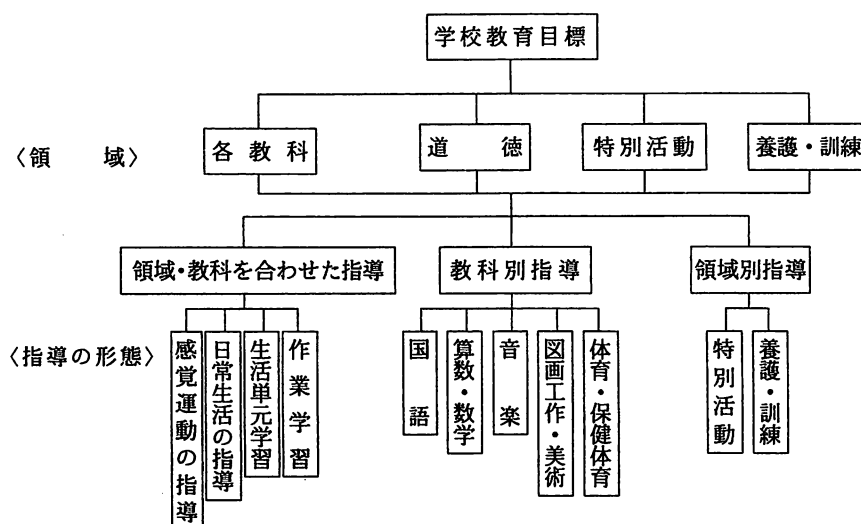 学校教育目標
〈領 域〉
各教科
道 徳
特別活動
養護・訓練
領域・教科を合わせた指導
教科別指導
領域別指導
〈指導の形態〉
感覚運動の指導
日常生活の指導
生活単元学習
作業学習
国語
算数・数学
音楽
図画工作・美術
体育・保健体育
特別活動
養護・訓練